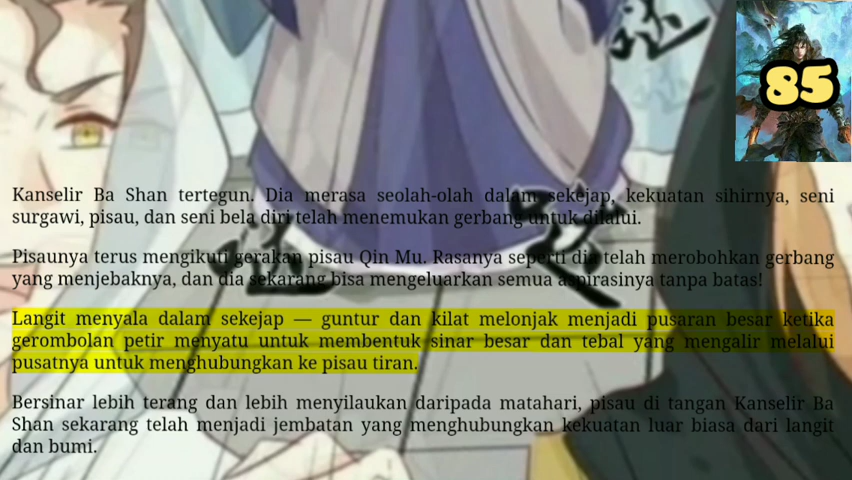 哒
85
Kanselir Ba Shan tertegun. Dia merasa seolah-olah dalam sekejap, kekuatan sihirnya, seni
surgawi, pisau, dan seni bela diri telah menemukan gerbang untuk dilalui.
Pisaunya terus mengikuti gerakan pisau Qin Mu. Rasanya seperti dia telah merobohkan gerbang
yang menjebaknya, dan dia sekarang bisa mengeluarkan semua aspirasinya tanpa batas!
Langit menyala dalam sekejap — guntur dan kilat melonjak menjadi pusaran besar ketika
gerombolan petir menyatu untuk membentuk sinar besar dan tebal yang mengalir melalui
pusatnya untuk menghubungkan ke pisau tiran.
Bersinar lebih terang dan lebih menyilaukan daripada matahari, pisau di tangan Kanselir Ba
Shan sekarang telah menjadi jembatan yang menghubungkan kekuatan luar biasa dari langit
dan bumi.